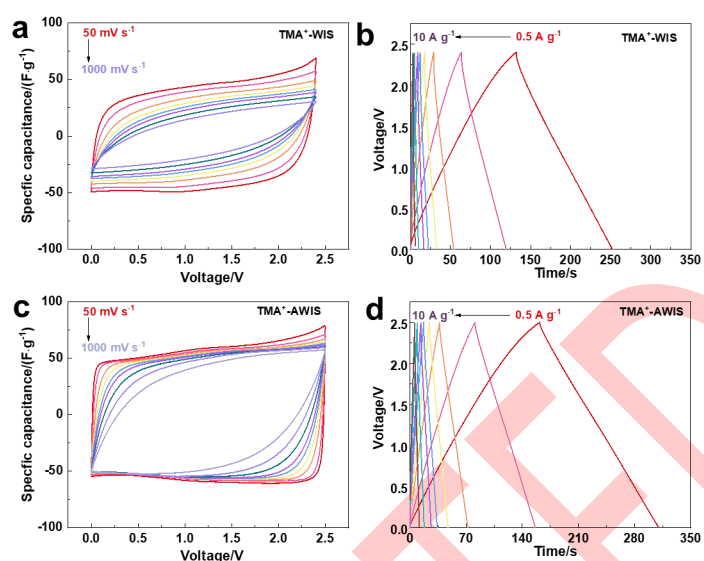 a
50 mV s⁻¹
TMA⁺-WIS
1000 mV s⁻¹
100
50
0
-50
-100
0.0 0.5 1.0 1.5 2.0 2.5
Voltage/V
Specfic capacitance/(F·g⁻¹)
b
10 A g⁻¹ 0.5 A g⁻¹ TMA⁺-WIS
2.5
2.0
1.5
1.0
0.5
0.0
0 50 100 150 200 250 300 350
Time/s
Voltage/V
c
50 mV s⁻¹
TMA⁺-AWIS
1000 mV s⁻¹
100
50
0
-50
-100
0.0 0.5 1.0 1.5 2.0 2.5
Voltage/V
Specfic capacitance/(F·g⁻¹)
d
TMA⁺-AWIS
10 A g⁻¹ 0.5 A g⁻¹
2.5
2.0
1.5
1.0
0.5
0.0
0 70 140 210 280 350
Time/s
Voltage/V